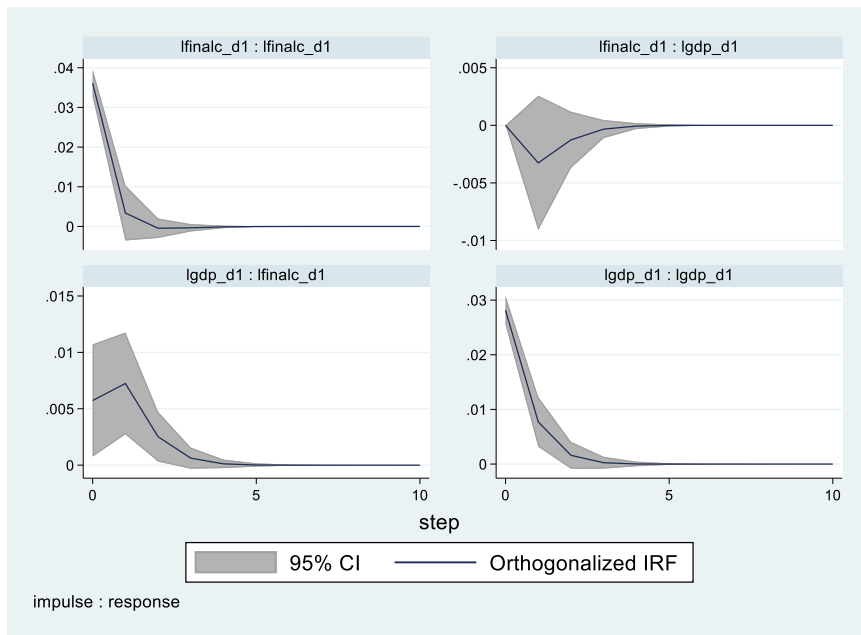 lfinalc_d1 : lfinalc_d1
.04
.03
.02
.01
0
lfinalc_d1 : lgdp_d1
.005
0
-.005
-.01
lgdp_d1 : lfinalc_d1
.015
.01
.005
0
0 5 10
lgdp_d1 : lgdp_d1
.03
.02
.01
0
0 5 10
step
95% CI Orthogonalized IRF
impulse : response